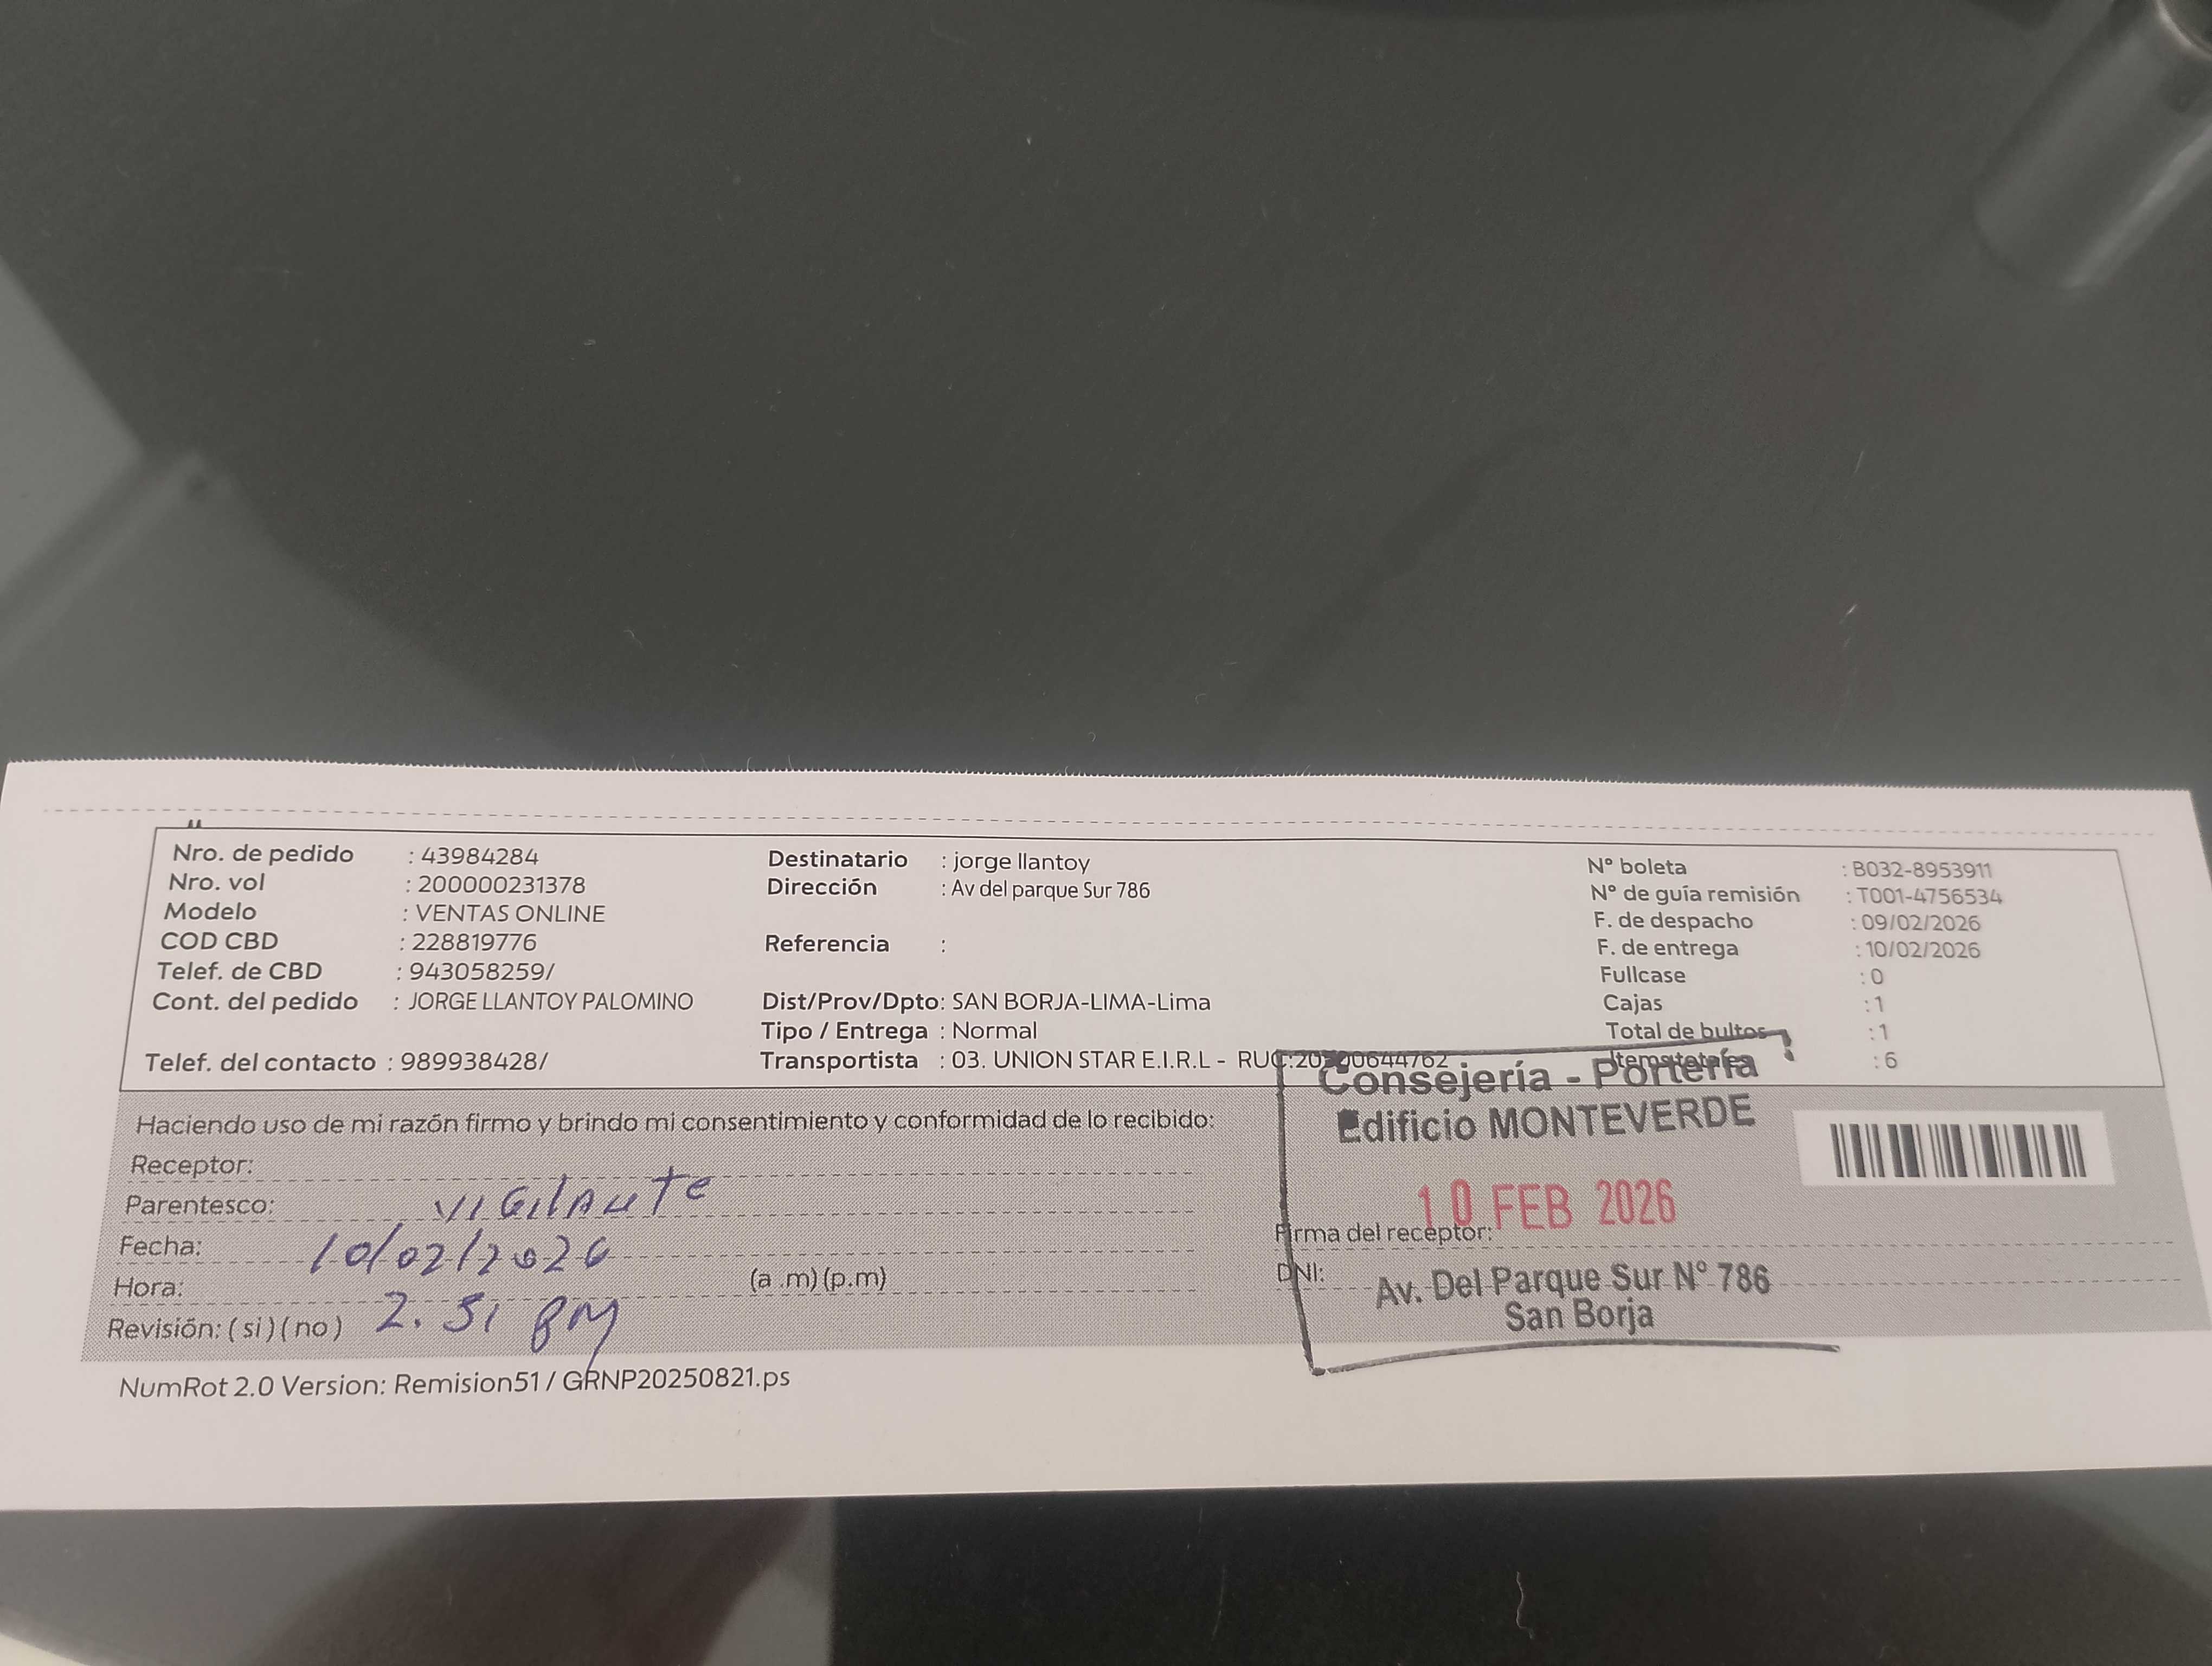 Nro. de pedido : 43984284
Nro. vol : 200000231378
Modelo : VENTAS ONLINE
COD CBD : 228819776
Telef. de CBD : 943058259/
Cont. del pedido : JORGE LLANTOY PALOMINO
Telef. del contacto : 989938428/
Destinatario : jorge llantoy
Dirección : Av del parque Sur 786
Referencia :
Dist/Prov/Dpto: SAN BORJA-LIMA-Lima
Tipo / Entrega : Normal
Transportista : 03. UNION STAR E.I.R.L - RUC:
N° boleta : B032-8953911
N° de guía remisión : T001-4756534
F. de despacho : 09/02/2026
F. de entrega : 10/02/2026
Fullcase : 0
Cajas : 1
Total de bultos : 1
Items totales : 6
Haciendo uso de mi razón firmo y brindo mi consentimiento y conformidad de lo recibido:
Receptor:
Parentesco: VIGILANTE
Fecha: 10/02/2026
Hora: (a .m)(p.m)
Revisión: (si)(no) 2.51 pm
Consejería - Portería
Edificio MONTEVERDE
10 FEB 2026
Firma del receptor:
DNI:
Av. Del Parque Sur N° 786
San Borja
NumRot 2.0 Version: Remision51 / GRNP20250821.ps